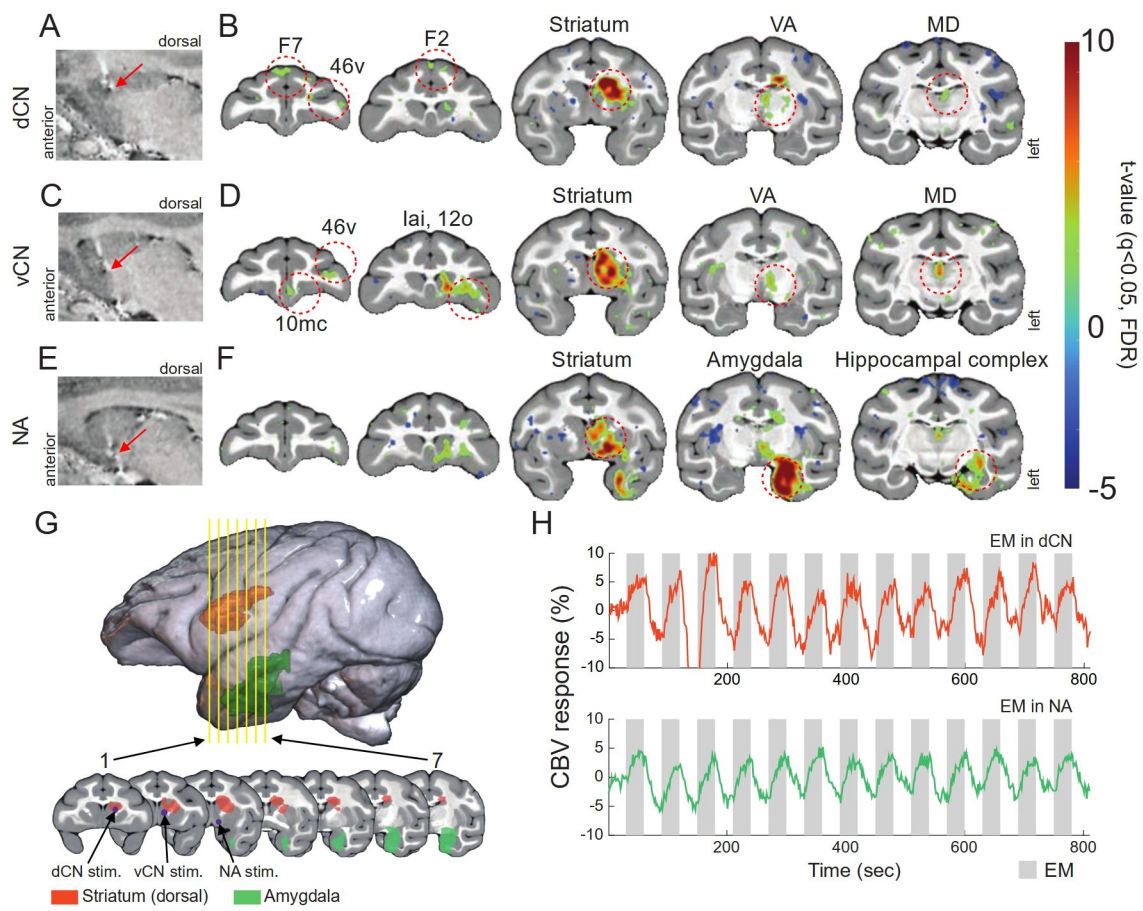 A
dorsal
anterior
dCN
B
F7
46v
F2
Striatum
VA
MD
left
C
dorsal
anterior
vCN
D
46v
10mc
Iai, 12o
Striatum
VA
MD
E
dorsal
anterior
NA
F
Striatum
Amygdala
Hippocampal complex
left
10
0
-5
t-value (q<0.05, FDR)
G
1
7
dCN stim.
vCN stim.
NA stim.
Striatum (dorsal)
Amygdala
H
EM in dCN
10
5
0
-5
-10
200
400
600
800
EM in NA
10
5
0
-5
-10
200
400
600
800
CBV response (%)
Time (sec)
EM